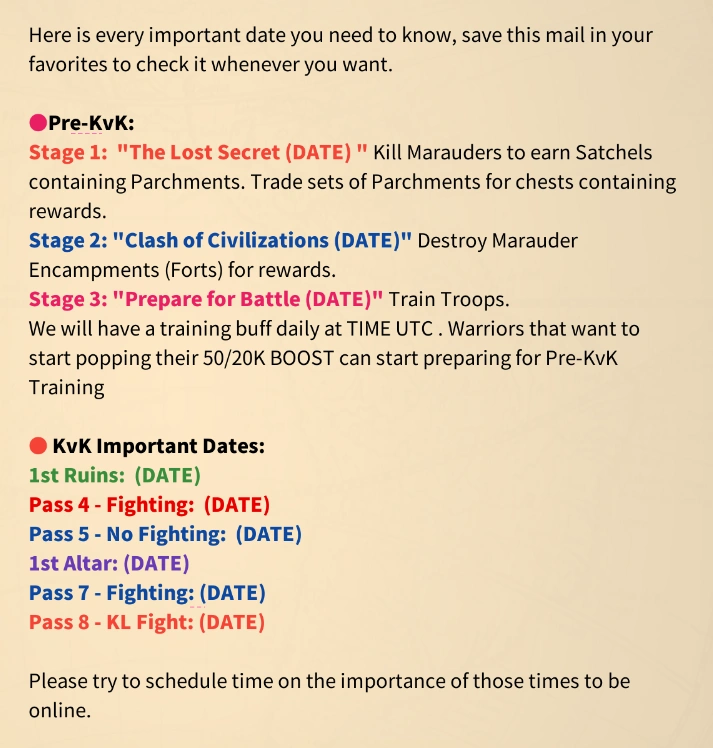 Here is every important date you need to know, save this mail in your
favorites to check it whenever you want.
Pre-KvK:
Stage 1:  "The Lost Secret (DATE) " Kill Marauders to earn Satchels
containing Parchments. Trade sets of Parchments for chests containing
rewards.
Stage 2: "Clash of Civilizations (DATE)" Destroy Marauder
Encampments (Forts) for rewards.
Stage 3: "Prepare for Battle (DATE)" Train Troops.
We will have a training buff daily at TIME UTC . Warriors that want to
start popping their 50/20K BOOST can start preparing for Pre-KvK
Training
KvK Important Dates:
1st Ruins:  (DATE)
Pass 4 - Fighting:  (DATE)
Pass 5 - No Fighting:  (DATE)
1st Altar: (DATE)
Pass 7 - Fighting: (DATE)
Pass 8 - KL Fight: (DATE)
Please try to schedule time on the importance of those times to be
online.